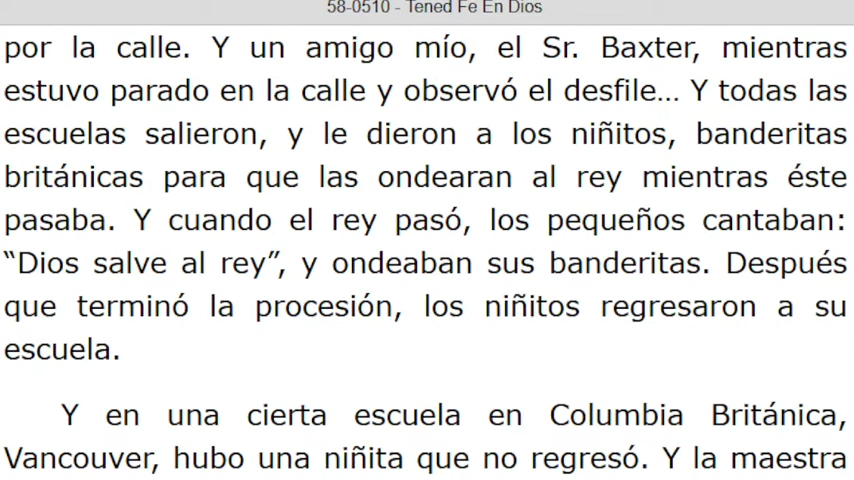 58-0510 - Tened Fe En Dios
por la calle. Y un amigo mío, el Sr. Baxter, mientras
estuvo parado en la calle y observó el desfile... Y todas las
escuelas salieron, y le dieron a los niñitos, banderitas
británicas para que las ondearan al rey mientras éste
pasaba. Y cuando el rey pasó, los pequeños cantaban:
“Dios salve al rey”, y ondeaban sus banderitas. Después
que terminó la procesión, los niñitos regresaron a su
escuela.
Y en una cierta escuela en Columbia Británica,
Vancouver, hubo una niñita que no regresó. Y la maestra